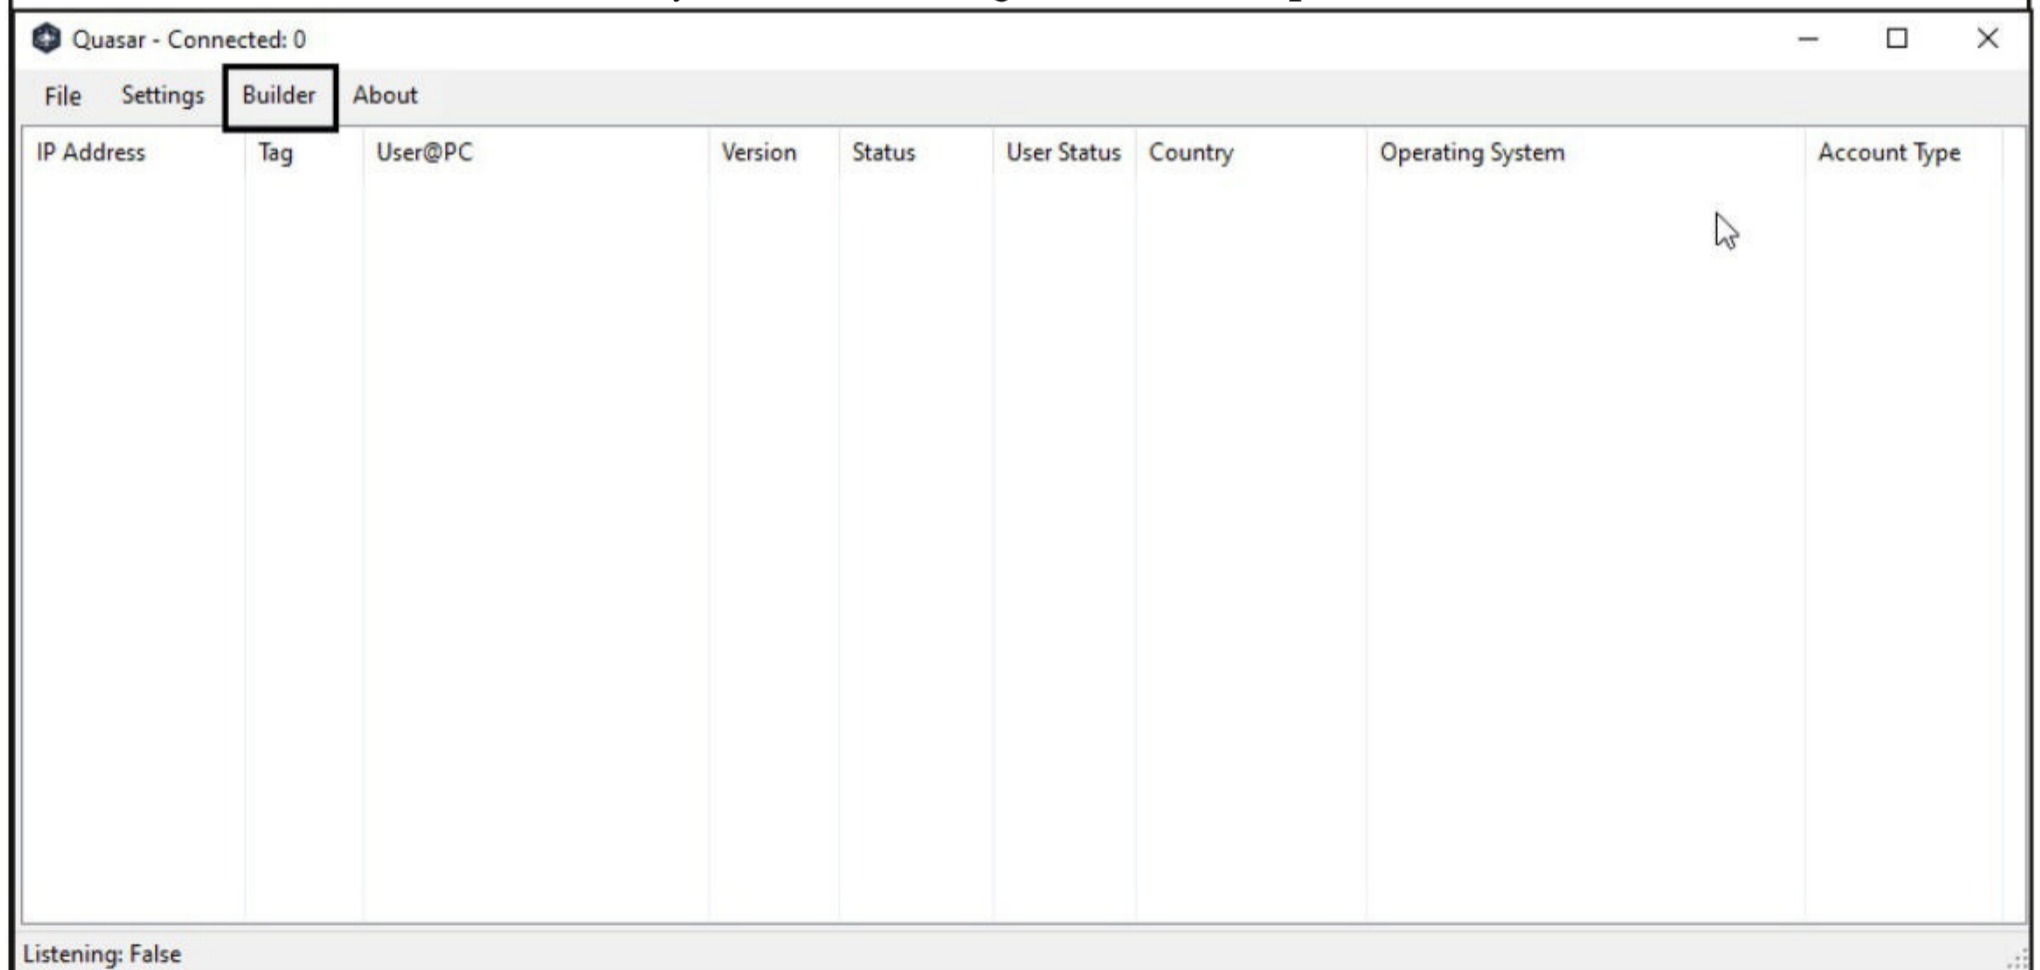 Quasar - Connected: 0
File Settings Builder About
IP Address Tag User@PC Version Status User Status Country Operating System Account Type
Listening: False